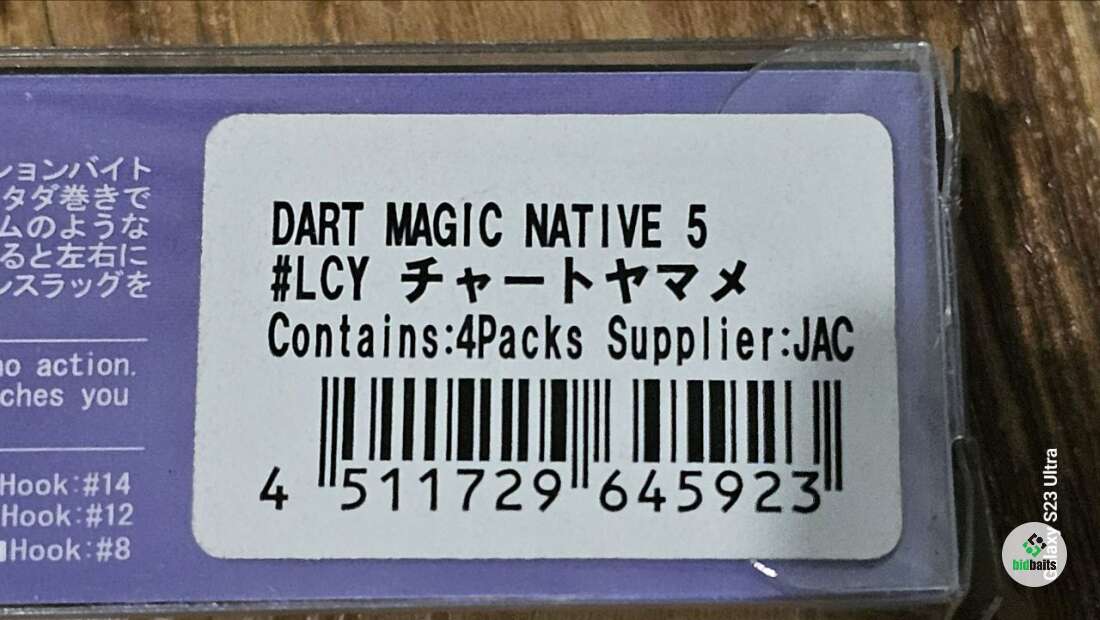 ションバイト
タダ巻きで
ムのような
ると左右に
ンスラッグを
no action.
ches you
Hook:#14
Hook:#12
Hook:#8
DART MAGIC NATIVE 5
#LCY チャートヤマメ
Contains:4Packs Supplier:JAC
4 511729 645923
Galaxy S23 Ultra
bidbaits